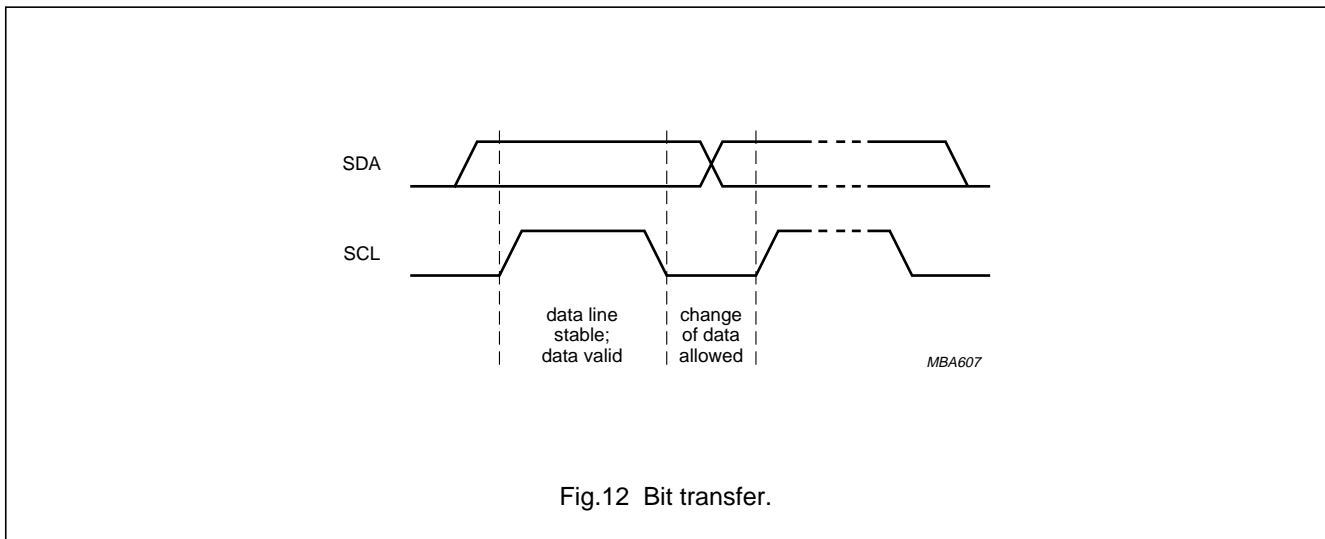 SDA
SCL
data line
stable;
data valid
change
of data
allowed
MBA607
Fig.12 Bit transfer.